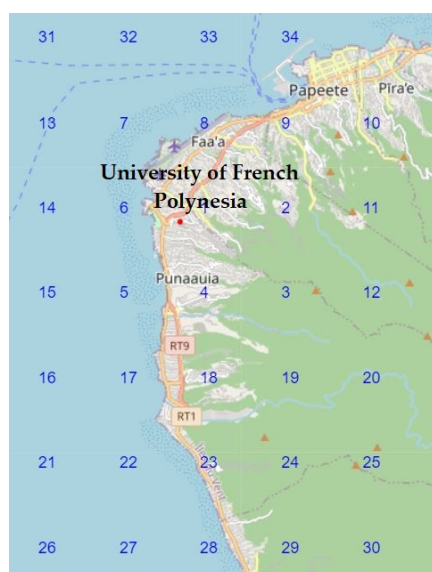 31 32 33 34
Papeete Pīra'e
13 7 8 9 10
Faa'a
University of French
Polynesia
14 6 2 11
Punaauia
15 5 4 3 12
RT9
16 17 18 19 20
RT1
21 22 23 24 25
26 27 28 29 30